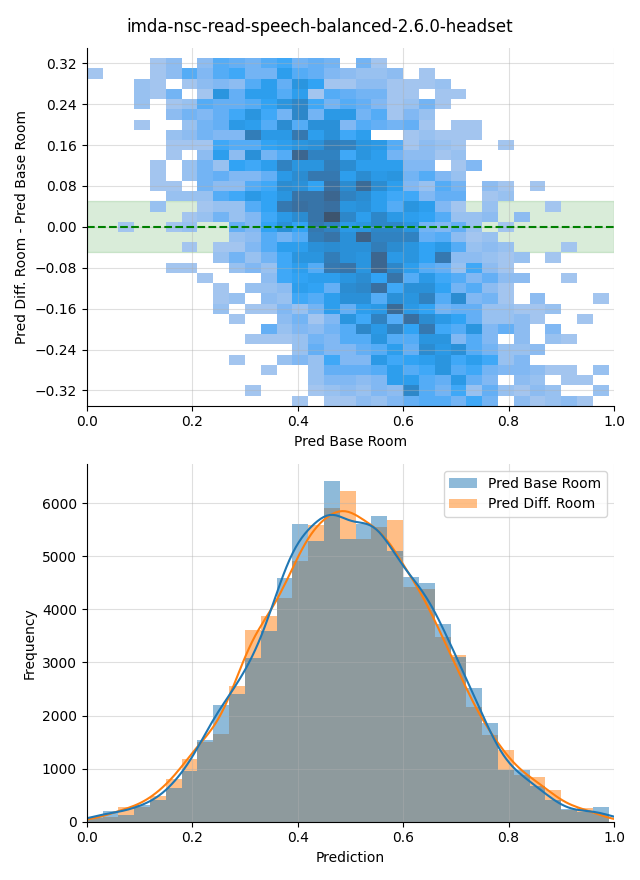 imda-nsc-read-speech-balanced-2.6.0-headset
Pred Diff. Room - Pred Base Room
0.32
0.24
0.16
0.08
0.00
−0.08
−0.16
−0.24
−0.32
0.0 0.2 0.4 0.6 0.8 1.0
Pred Base Room
Pred Base Room
Pred Diff. Room
Frequency
6000
5000
4000
3000
2000
1000
0
0.0 0.2 0.4 0.6 0.8 1.0
Prediction